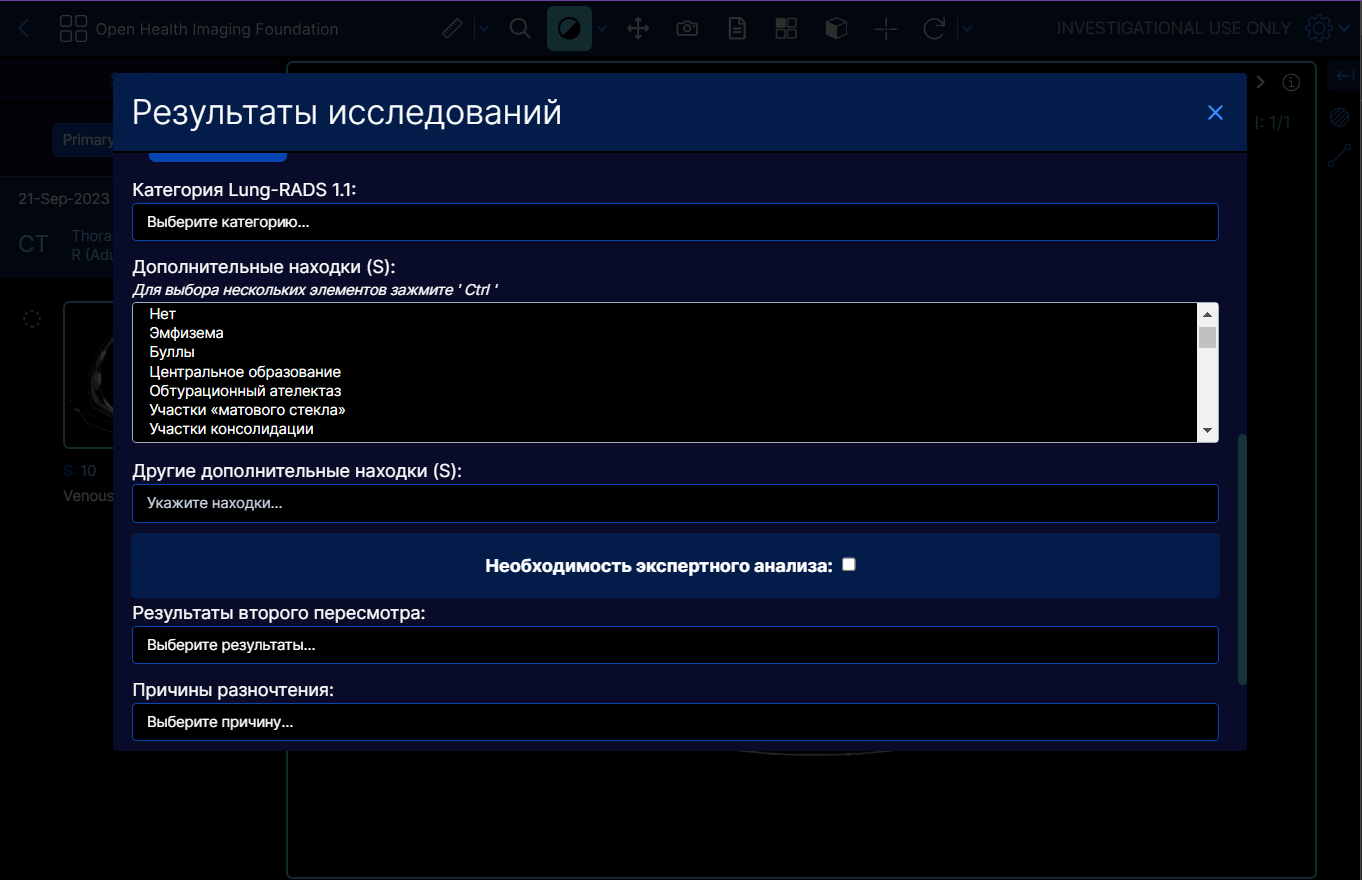 Open Health Imaging Foundation
INVESTIGATIONAL USE ONLY
Результаты исследований
I: 1/1
Primary
21-Sep-2023
CT
Thora
R (Adu
S: 10
Venous
Категория Lung-RADS 1.1:
Выберите категорию...
Дополнительные находки (S):
Для выбора нескольких элементов зажмите ' Ctrl '
Нет
Эмфизема
Буллы
Центральное образование
Обтурационный ателектаз
Участки «матового стекла»
Участки консолидации
Другие дополнительные находки (S):
Укажите находки...
Необходимость экспертного анализа:
Результаты второго пересмотра:
Выберите результаты...
Причины разночтения:
Выберите причину...